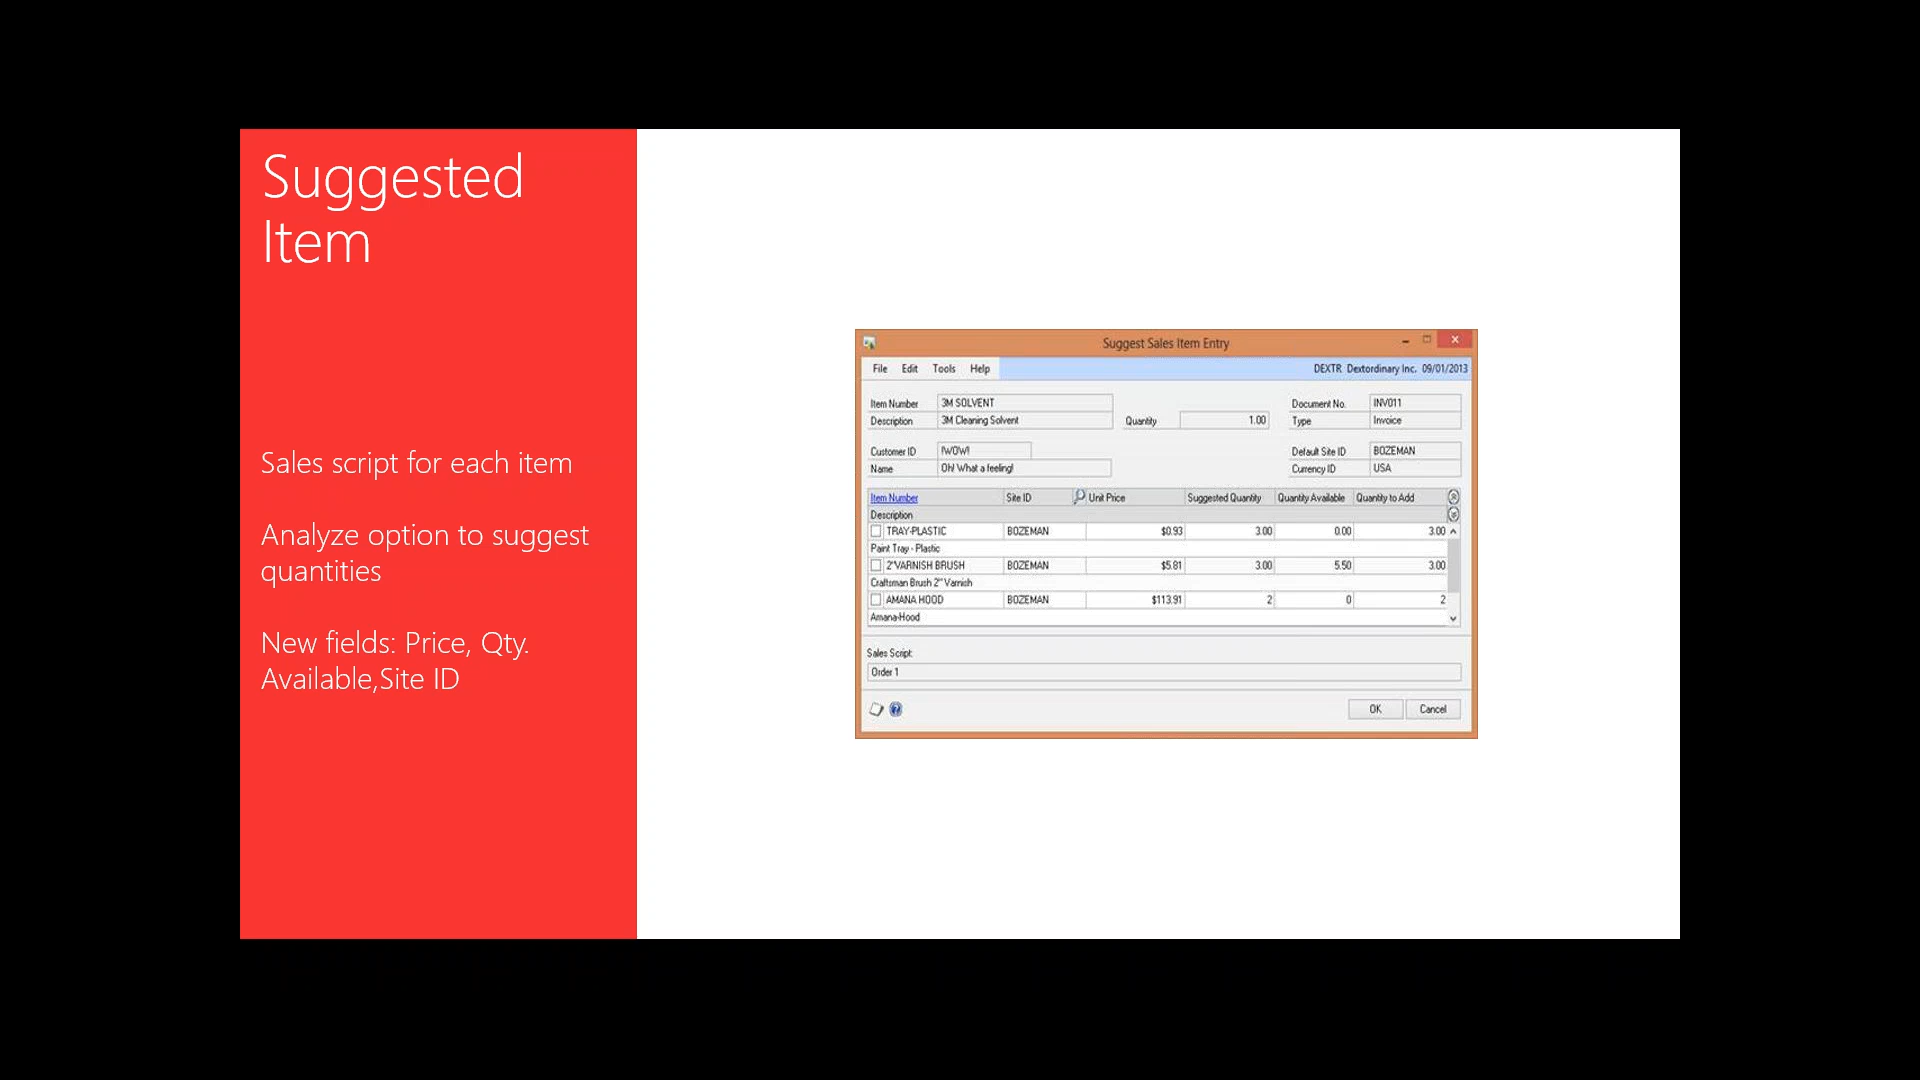 Suggested
Item
Sales script for each item
Analyze option to suggest
quantities
New fields: Price, Qty.
Available,Site ID
Suggest Sales Item Entry
File Edit Tools Help DEXTR Dextordinary Inc. 09/01/2013
Item Number 3M SOLVENT Document No. INV011
Description 3M Cleaning Solvent Quantity 1.00 Type Invoice
Customer ID !WOW! Default Site ID BOZEMAN
Name Oh! What a feeling! Currency ID USA
Item Number Site ID Unit Price Suggested Quantity Quantity Available Quantity to Add
Description
TRAY-PLASTIC BOZEMAN $0.93 3.00 0.00 3.00
Paint Tray - Plastic
2"VARNISH BRUSH BOZEMAN $5.81 3.00 5.50 3.00
Craftsman Brush 2" Varnish
AMANA HOOD BOZEMAN $113.91 2 0 2
Amana-Hood
Sales Script:
Order 1
OK Cancel